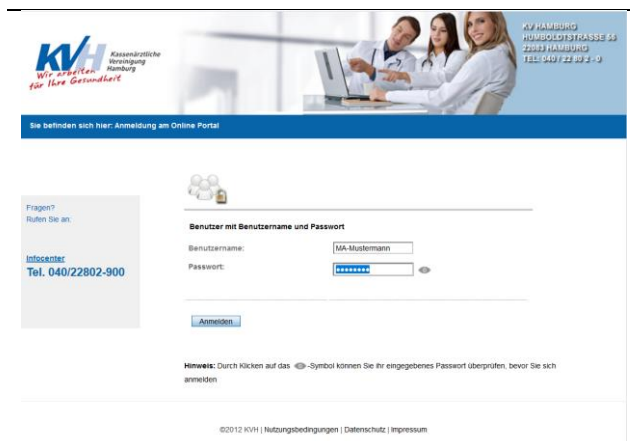 KVH
Kassenärztliche
Vereinigung
Hamburg
Wir arbeiten
für Ihre Gesundheit
KV HAMBURG
HUMBOLDTSTRASSE 56
22083 HAMBURG
TEL: 040 / 22 80 2 - 0
Sie befinden sich hier: Anmeldung am Online Portal
Fragen?
Rufen Sie an:
Infocenter
Tel. 040/22802-900
Benutzer mit Benutzername und Passwort
Benutzername: MA-Mustermann
Passwort: ••••••••
Anmelden
Hinweis: Durch Klicken auf das -Symbol können Sie ihr eingegebenes Passwort überprüfen, bevor Sie sich
anmelden
©2012 KVH | Nutzungsbedingungen | Datenschutz | Impressum